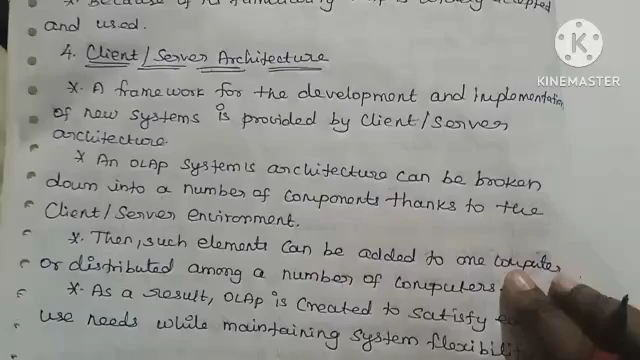 and used.
4. Client/Server Architecture
*. A framework for the development and implementation
of new systems is provided by Client/Server
architecture.
* An OLAP system is architecture can be broken
down into a number of components thanks to the
Client/Server environment.
*. Then, such elements can be added to one computer
or distributed among a number of computers.
*. As a result, OLAP is created to satisfy
use needs while maintaining system
KINEMASTER